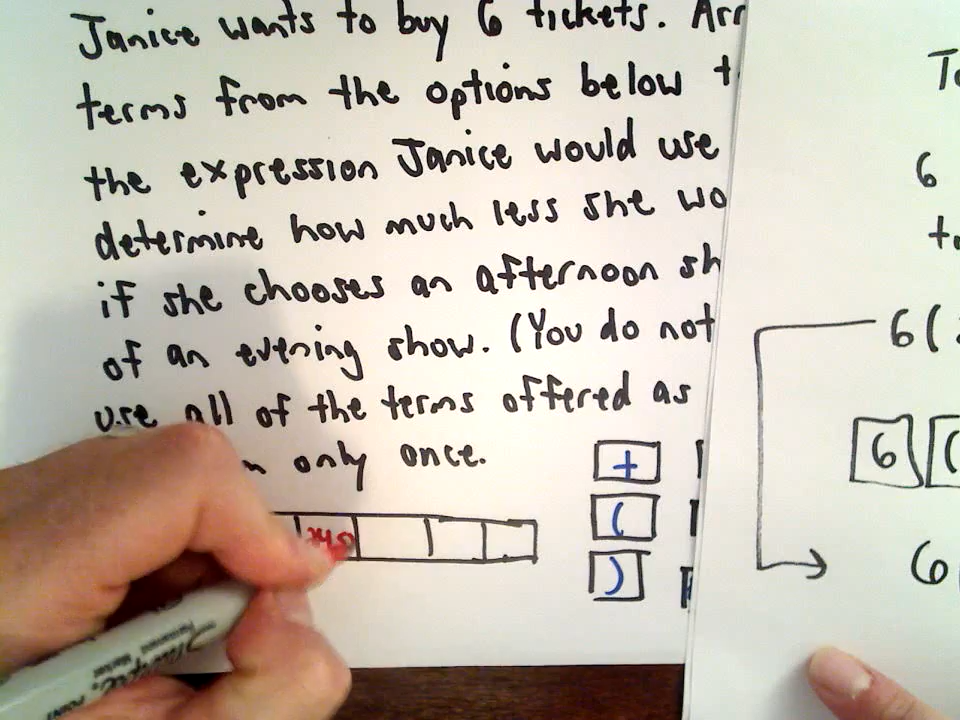 Janice wants to buy 6 tickets. Arr
terms from the options below t
the expression Janice would use
determine how much less she wo
if she chooses an afternoon sh
of an evening show. (You do not
use all of the terms offered as
only once.
+
(
)
6
6(
6 (
6